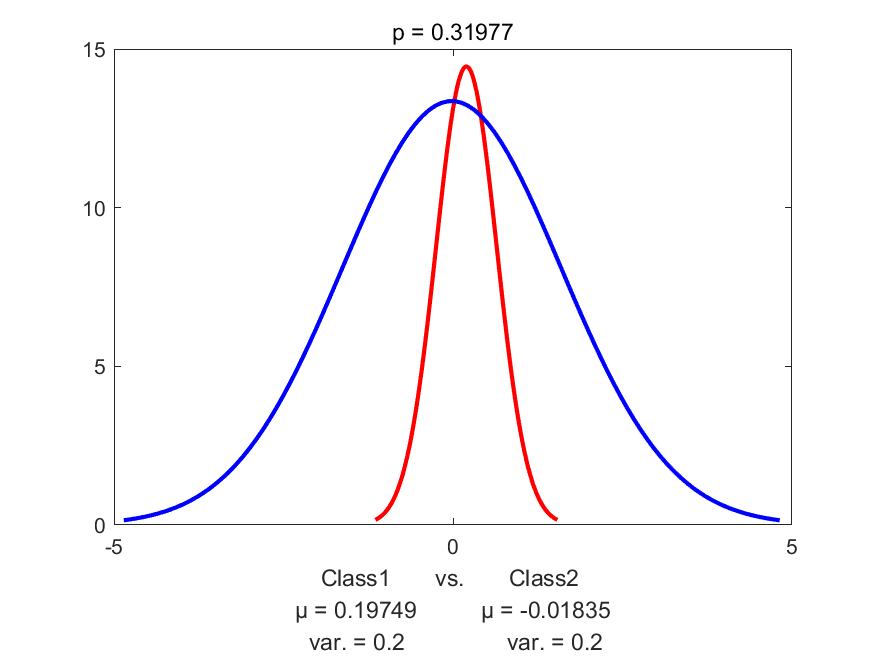 p = 0.31977
15
10
5
0
-5 0 5
Class1 vs. Class2
μ = 0.19749 μ = -0.01835
var. = 0.2 var. = 0.2